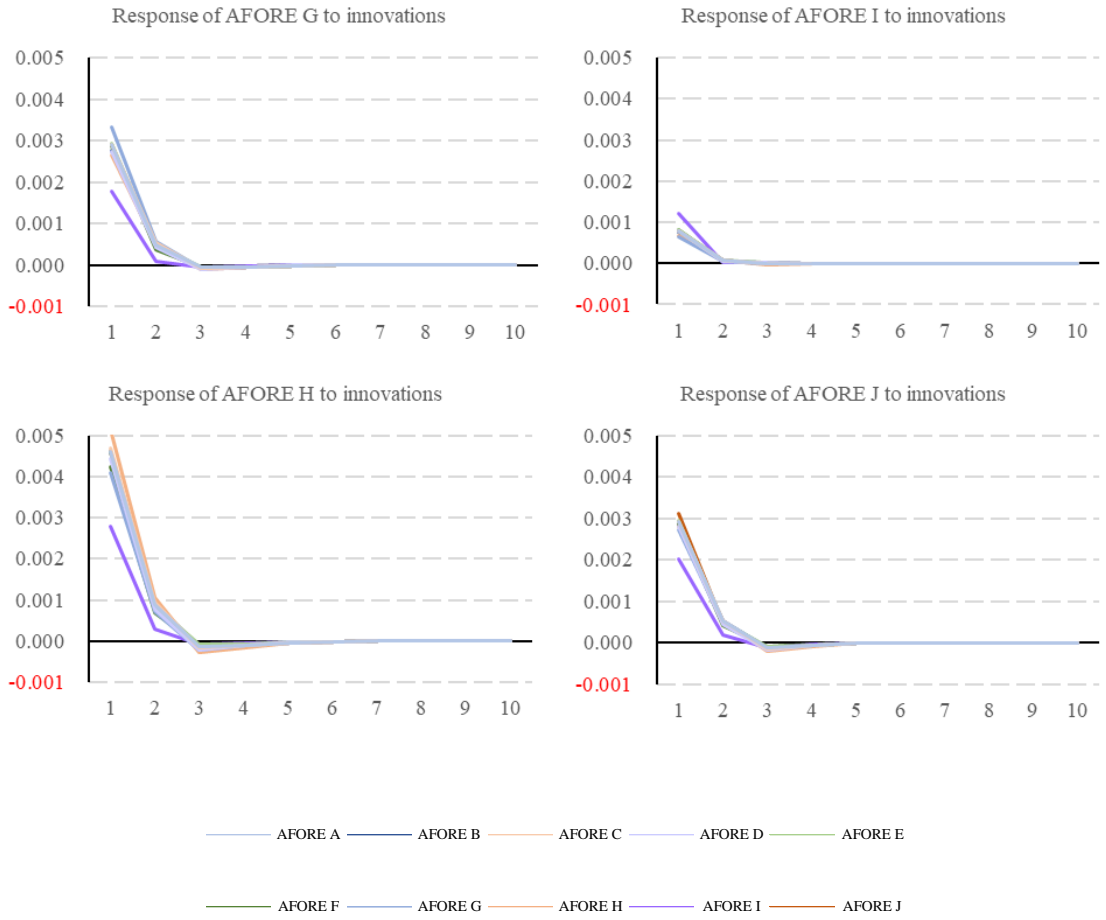 Response of AFORE G to innovations
0.005
0.004
0.003
0.002
0.001
0.000
-0.001
1 2 3 4 5 6 7 8 9 10
Response of AFORE I to innovations
0.005
0.004
0.003
0.002
0.001
0.000
-0.001
1 2 3 4 5 6 7 8 9 10
Response of AFORE H to innovations
0.005
0.004
0.003
0.002
0.001
0.000
-0.001
1 2 3 4 5 6 7 8 9 10
Response of AFORE J to innovations
0.005
0.004
0.003
0.002
0.001
0.000
-0.001
1 2 3 4 5 6 7 8 9 10
AFORE A AFORE B AFORE C AFORE D AFORE E
AFORE F AFORE G AFORE H AFORE I AFORE J